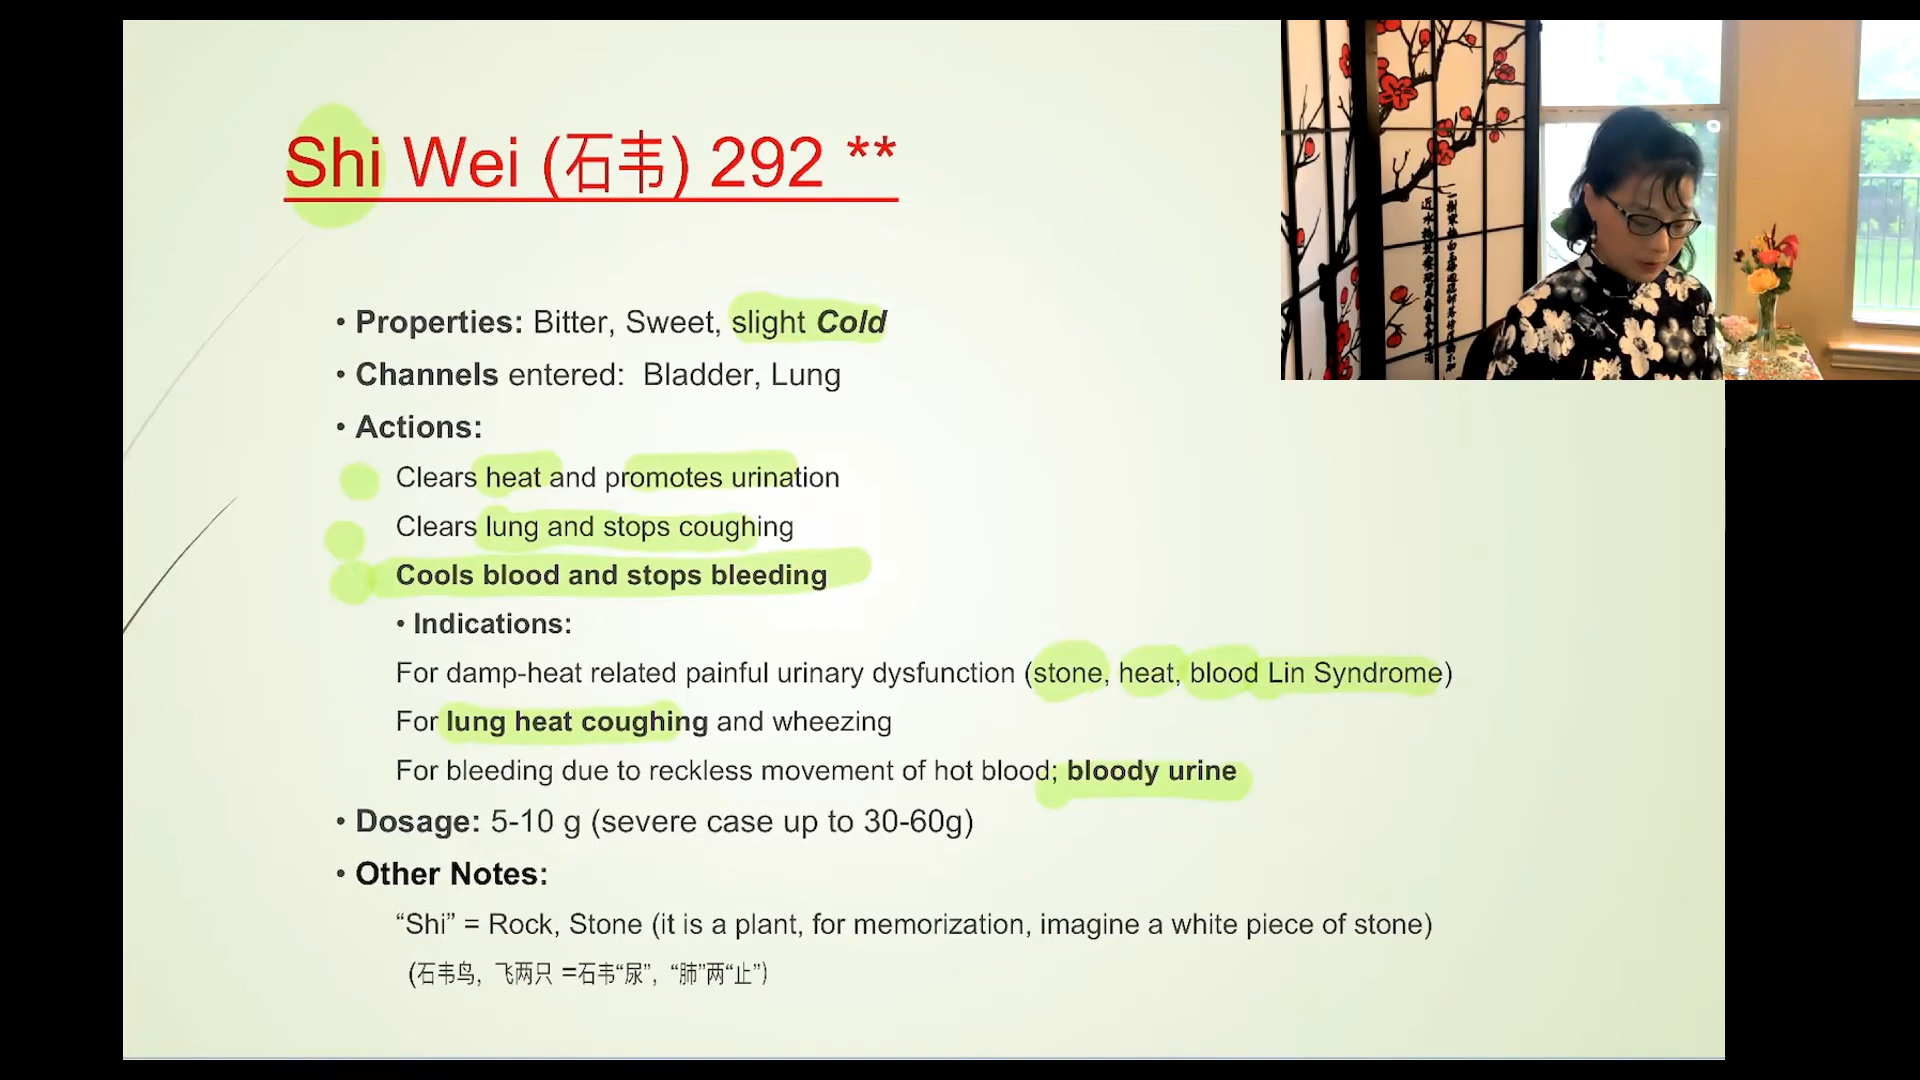 Shi Wei (石韦) 292 **
• Properties: Bitter, Sweet, slight Cold
• Channels entered: Bladder, Lung
• Actions:
Clears heat and promotes urination
Clears lung and stops coughing
Cools blood and stops bleeding
• Indications:
For damp-heat related painful urinary dysfunction (stone, heat, blood Lin Syndrome)
For lung heat coughing and wheezing
For bleeding due to reckless movement of hot blood; bloody urine
• Dosage: 5-10 g (severe case up to 30-60g)
• Other Notes:
“Shi” = Rock, Stone (it is a plant, for memorization, imagine a white piece of stone)
(石韦鸟, 飞两只 =石韦“尿”, “肺”两“止”)